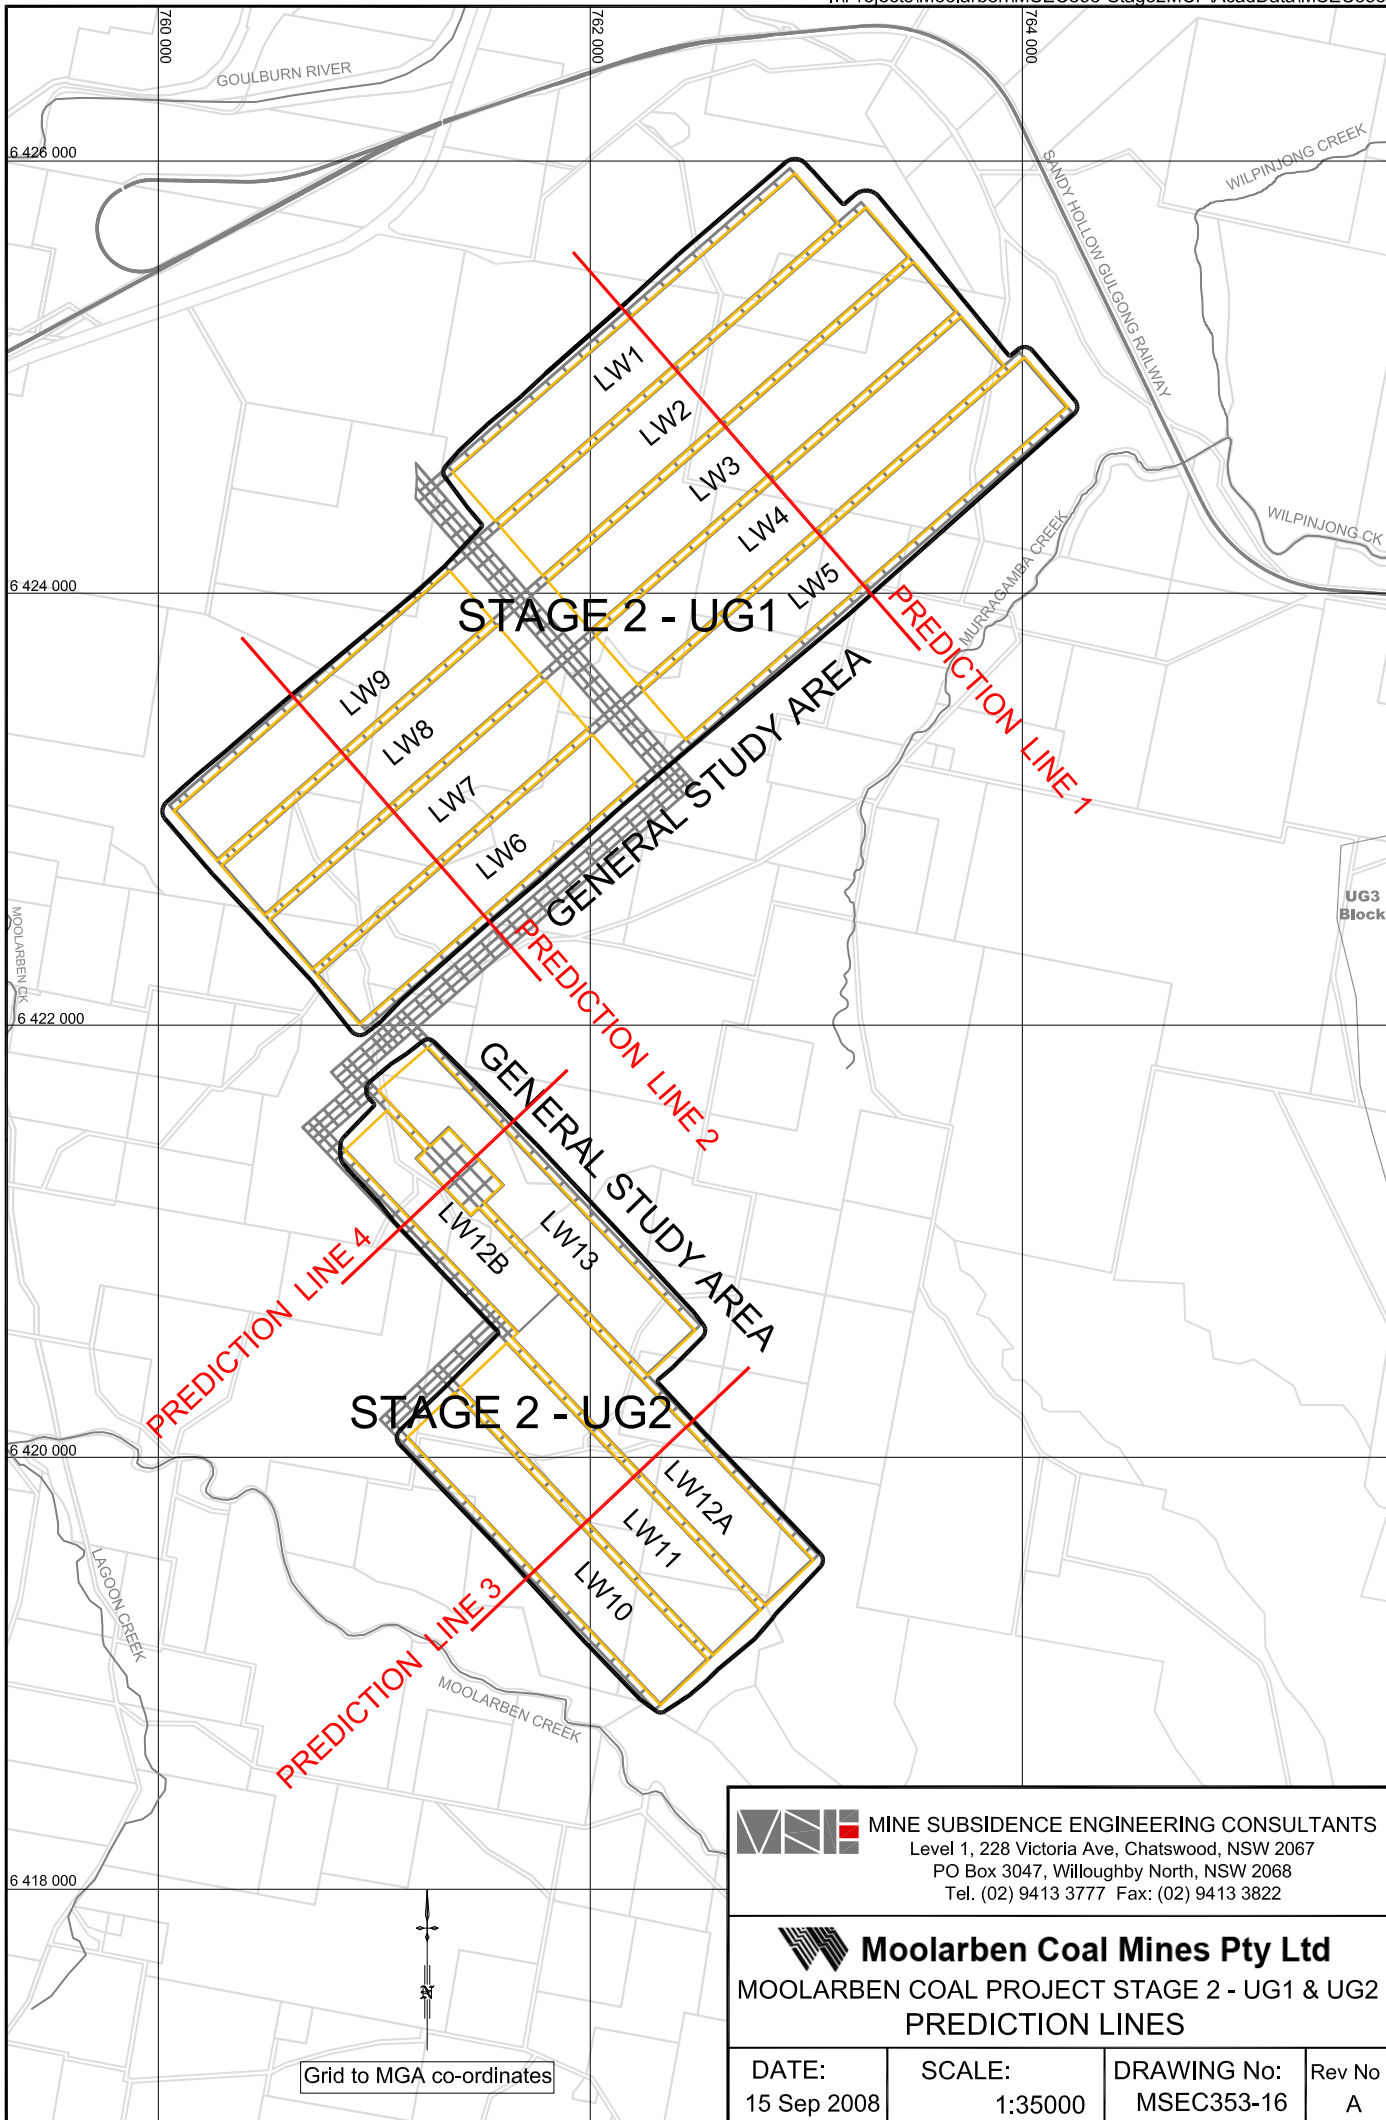 760 000
762 000
764 000
GOULBURN RIVER
6 426 000
WILPINJONG CREEK
SANDY HOLLOW GULGONG RAILWAY
LW1
LW2
LW3
LW4
LW5
WILPINJONG CK
MURRAGAMBA CREEK
6 424 000
STAGE 2 - UG1
PREDICTION LINE 1
GENERAL STUDY AREA
LW9
LW8
LW7
LW6
UG3
Block
MOOLARBEN CK
PREDICTION LINE 2
6 422 000
GENERAL STUDY AREA
LW13
LW12B
PREDICTION LINE 4
STAGE 2 - UG2
6 420 000
LW12A
LW11
LW10
LAGOON CREEK
PREDICTION LINE 3
MOOLARBEN CREEK
6 418 000
N
Grid to MGA co-ordinates
MINE SUBSIDENCE ENGINEERING CONSULTANTS
Level 1, 228 Victoria Ave, Chatswood, NSW 2067
PO Box 3047, Willoughby North, NSW 2068
Tel. (02) 9413 3777 Fax: (02) 9413 3822
Moolarben Coal Mines Pty Ltd
MOOLARBEN COAL PROJECT STAGE 2 - UG1 & UG2
PREDICTION LINES
DATE:
15 Sep 2008
SCALE:
1:35000
DRAWING No:
MSEC353-16
Rev No
A